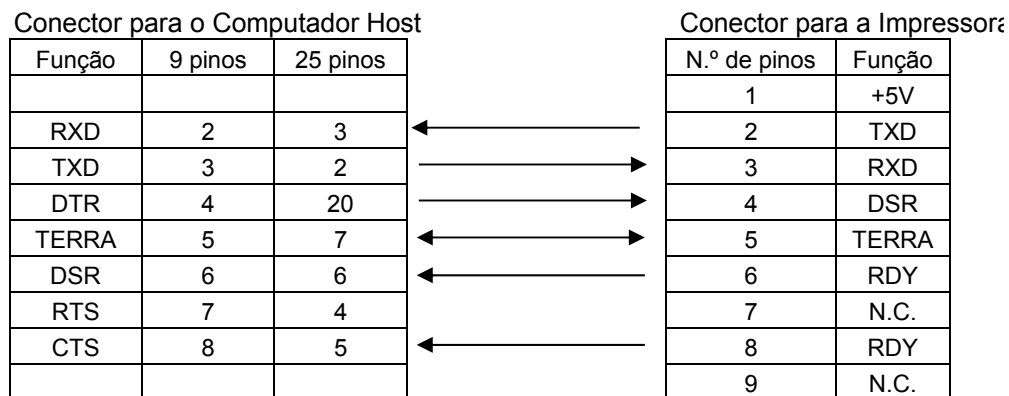 Conector para o Computador Host Conector para a Impressora
Função 9 pinos 25 pinos N.º de pinos Função
1 +5V
RXD 2 3 2 TXD
TXD 3 2 3 RXD
DTR 4 20 4 DSR
TERRA 5 7 5 TERRA
DSR 6 6 6 RDY
RTS 7 4 7 N.C.
CTS 8 5 8 RDY
9 N.C.